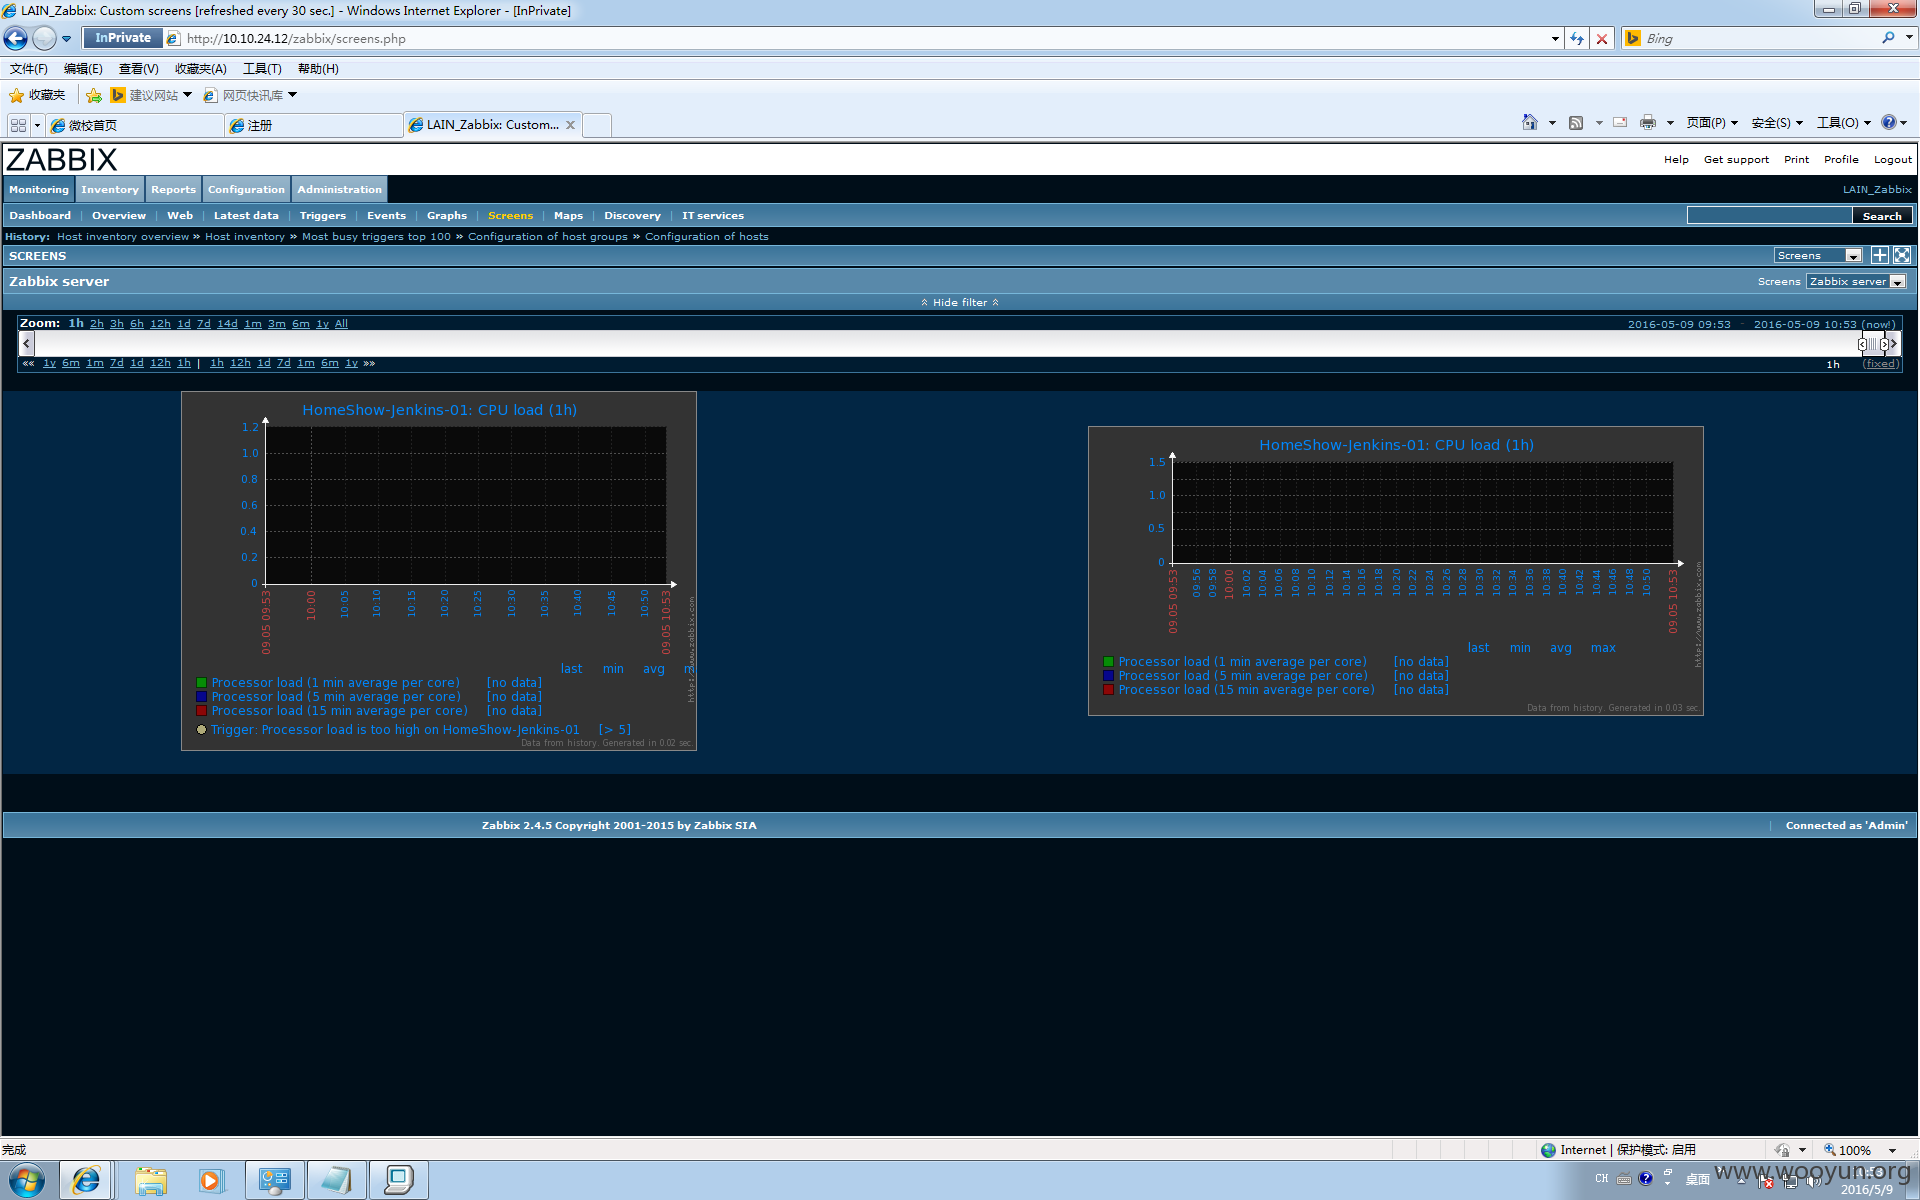 LAIN_Zabbix: Custom screens [refreshed every 30 sec.] - Windows Internet Explorer - [InPrivate]
InPrivate http://10.10.24.12/zabbix/screens.php Bing
文件(F) 编辑(E) 查看(V) 收藏夹(A) 工具(T) 帮助(H)
收藏夹 建议网站 网页快讯库
微校首页 注册 LAIN_Zabbix: Custom... 页面(P) 安全(S) 工具(O)
ZABBIX Help Get support Print Profile Logout
Monitoring Inventory Reports Configuration Administration LAIN_Zabbix
Dashboard Overview Web Latest data Triggers Events Graphs Screens Maps Discovery IT services Search
History: Host inventory overview » Host inventory » Most busy triggers top 100 » Configuration of host groups » Configuration of hosts
SCREENS Screens
Zabbix server Screens Zabbix server
Hide filter
Zoom: 1h 2h 3h 6h 12h 1d 7d 14d 1m 3m 6m 1y All 2016-05-09 09:53 - 2016-05-09 10:53 (now!)
«« 1y 6m 1m 7d 1d 12h 1h | 1h 12h 1d 7d 1m 6m 1y »» 1h (fixed)
HomeShow-Jenkins-01: CPU load (1h)
1.2
1.0
0.8
0.6
0.4
0.2
0
09.05 09:53 10:00 10:05 10:10 10:15 10:20 10:25 10:30 10:35 10:40 10:45 10:50 09.05 10:53
http://www.zabbix.com
last min avg m
Processor load (1 min average per core) [no data]
Processor load (5 min average per core) [no data]
Processor load (15 min average per core) [no data]
Trigger: Processor load is too high on HomeShow-Jenkins-01 [> 5]
Data from history. Generated in 0.02 sec.
HomeShow-Jenkins-01: CPU load (1h)
1.5
1.0
0.5
0
09.05 09:53 09:56 09:58 10:00 10:02 10:04 10:06 10:08 10:10 10:12 10:14 10:16 10:18 10:20 10:22 10:24 10:26 10:28 10:30 10:32 10:34 10:36 10:38 10:40 10:42 10:44 10:46 10:48 10:50 09.05 10:53
http://www.zabbix.com
last min avg max
Processor load (1 min average per core) [no data]
Processor load (5 min average per core) [no data]
Processor load (15 min average per core) [no data]
Data from history. Generated in 0.03 sec
Zabbix 2.4.5 Copyright 2001-2015 by Zabbix SIA Connected as 'Admin'
完成 Internet | 保护模式: 启用 100%
CH 桌面 10:53
www.wooyun.org
2016/5/9